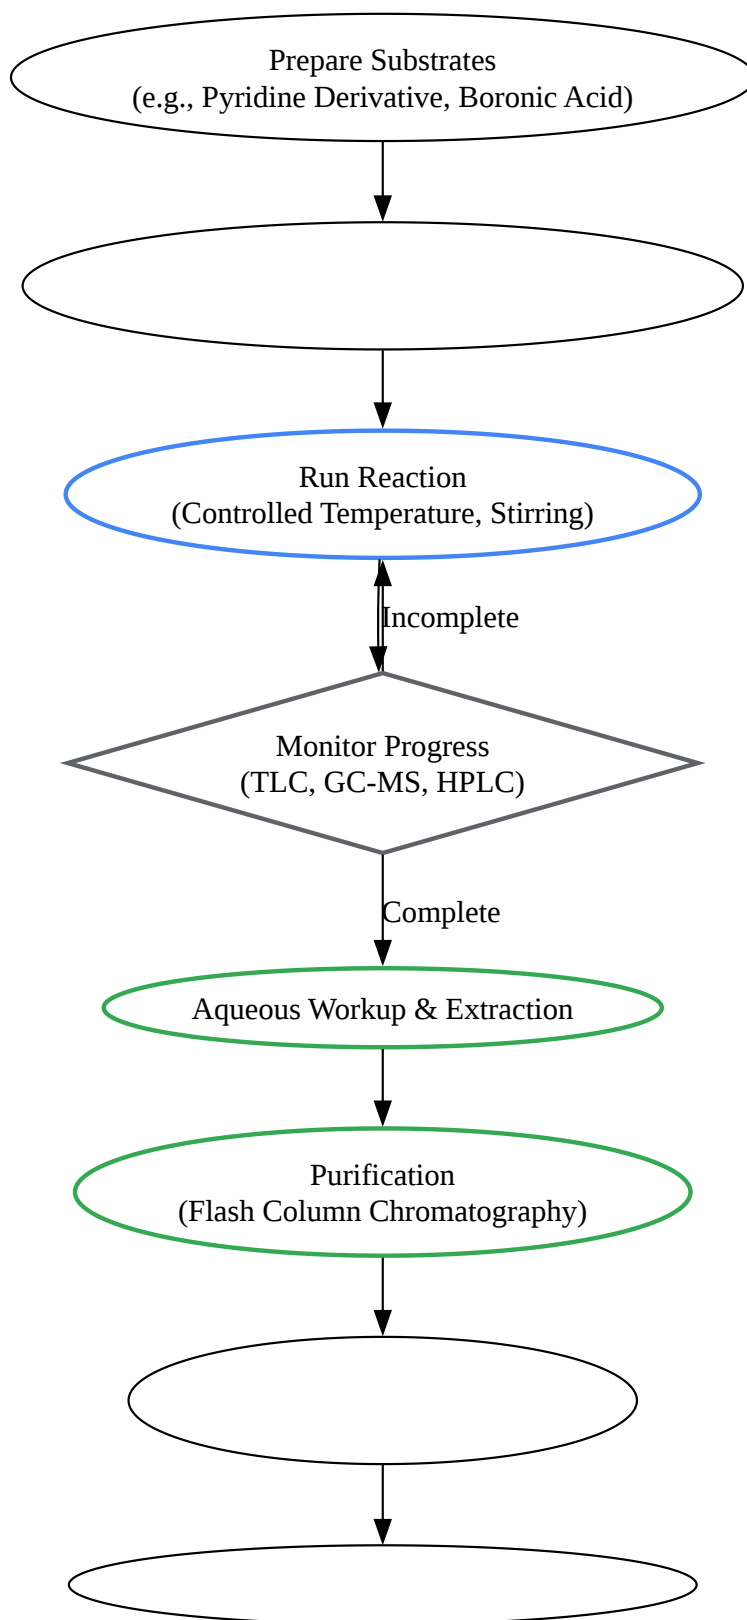 Prepare Substrates
(e.g., Pyridine Derivative, Boronic Acid)
Run Reaction
(Controlled Temperature, Stirring)
Incomplete
Monitor Progress
(TLC, GC-MS, HPLC)
Complete
Aqueous Workup & Extraction
Purification
(Flash Column Chromatography)